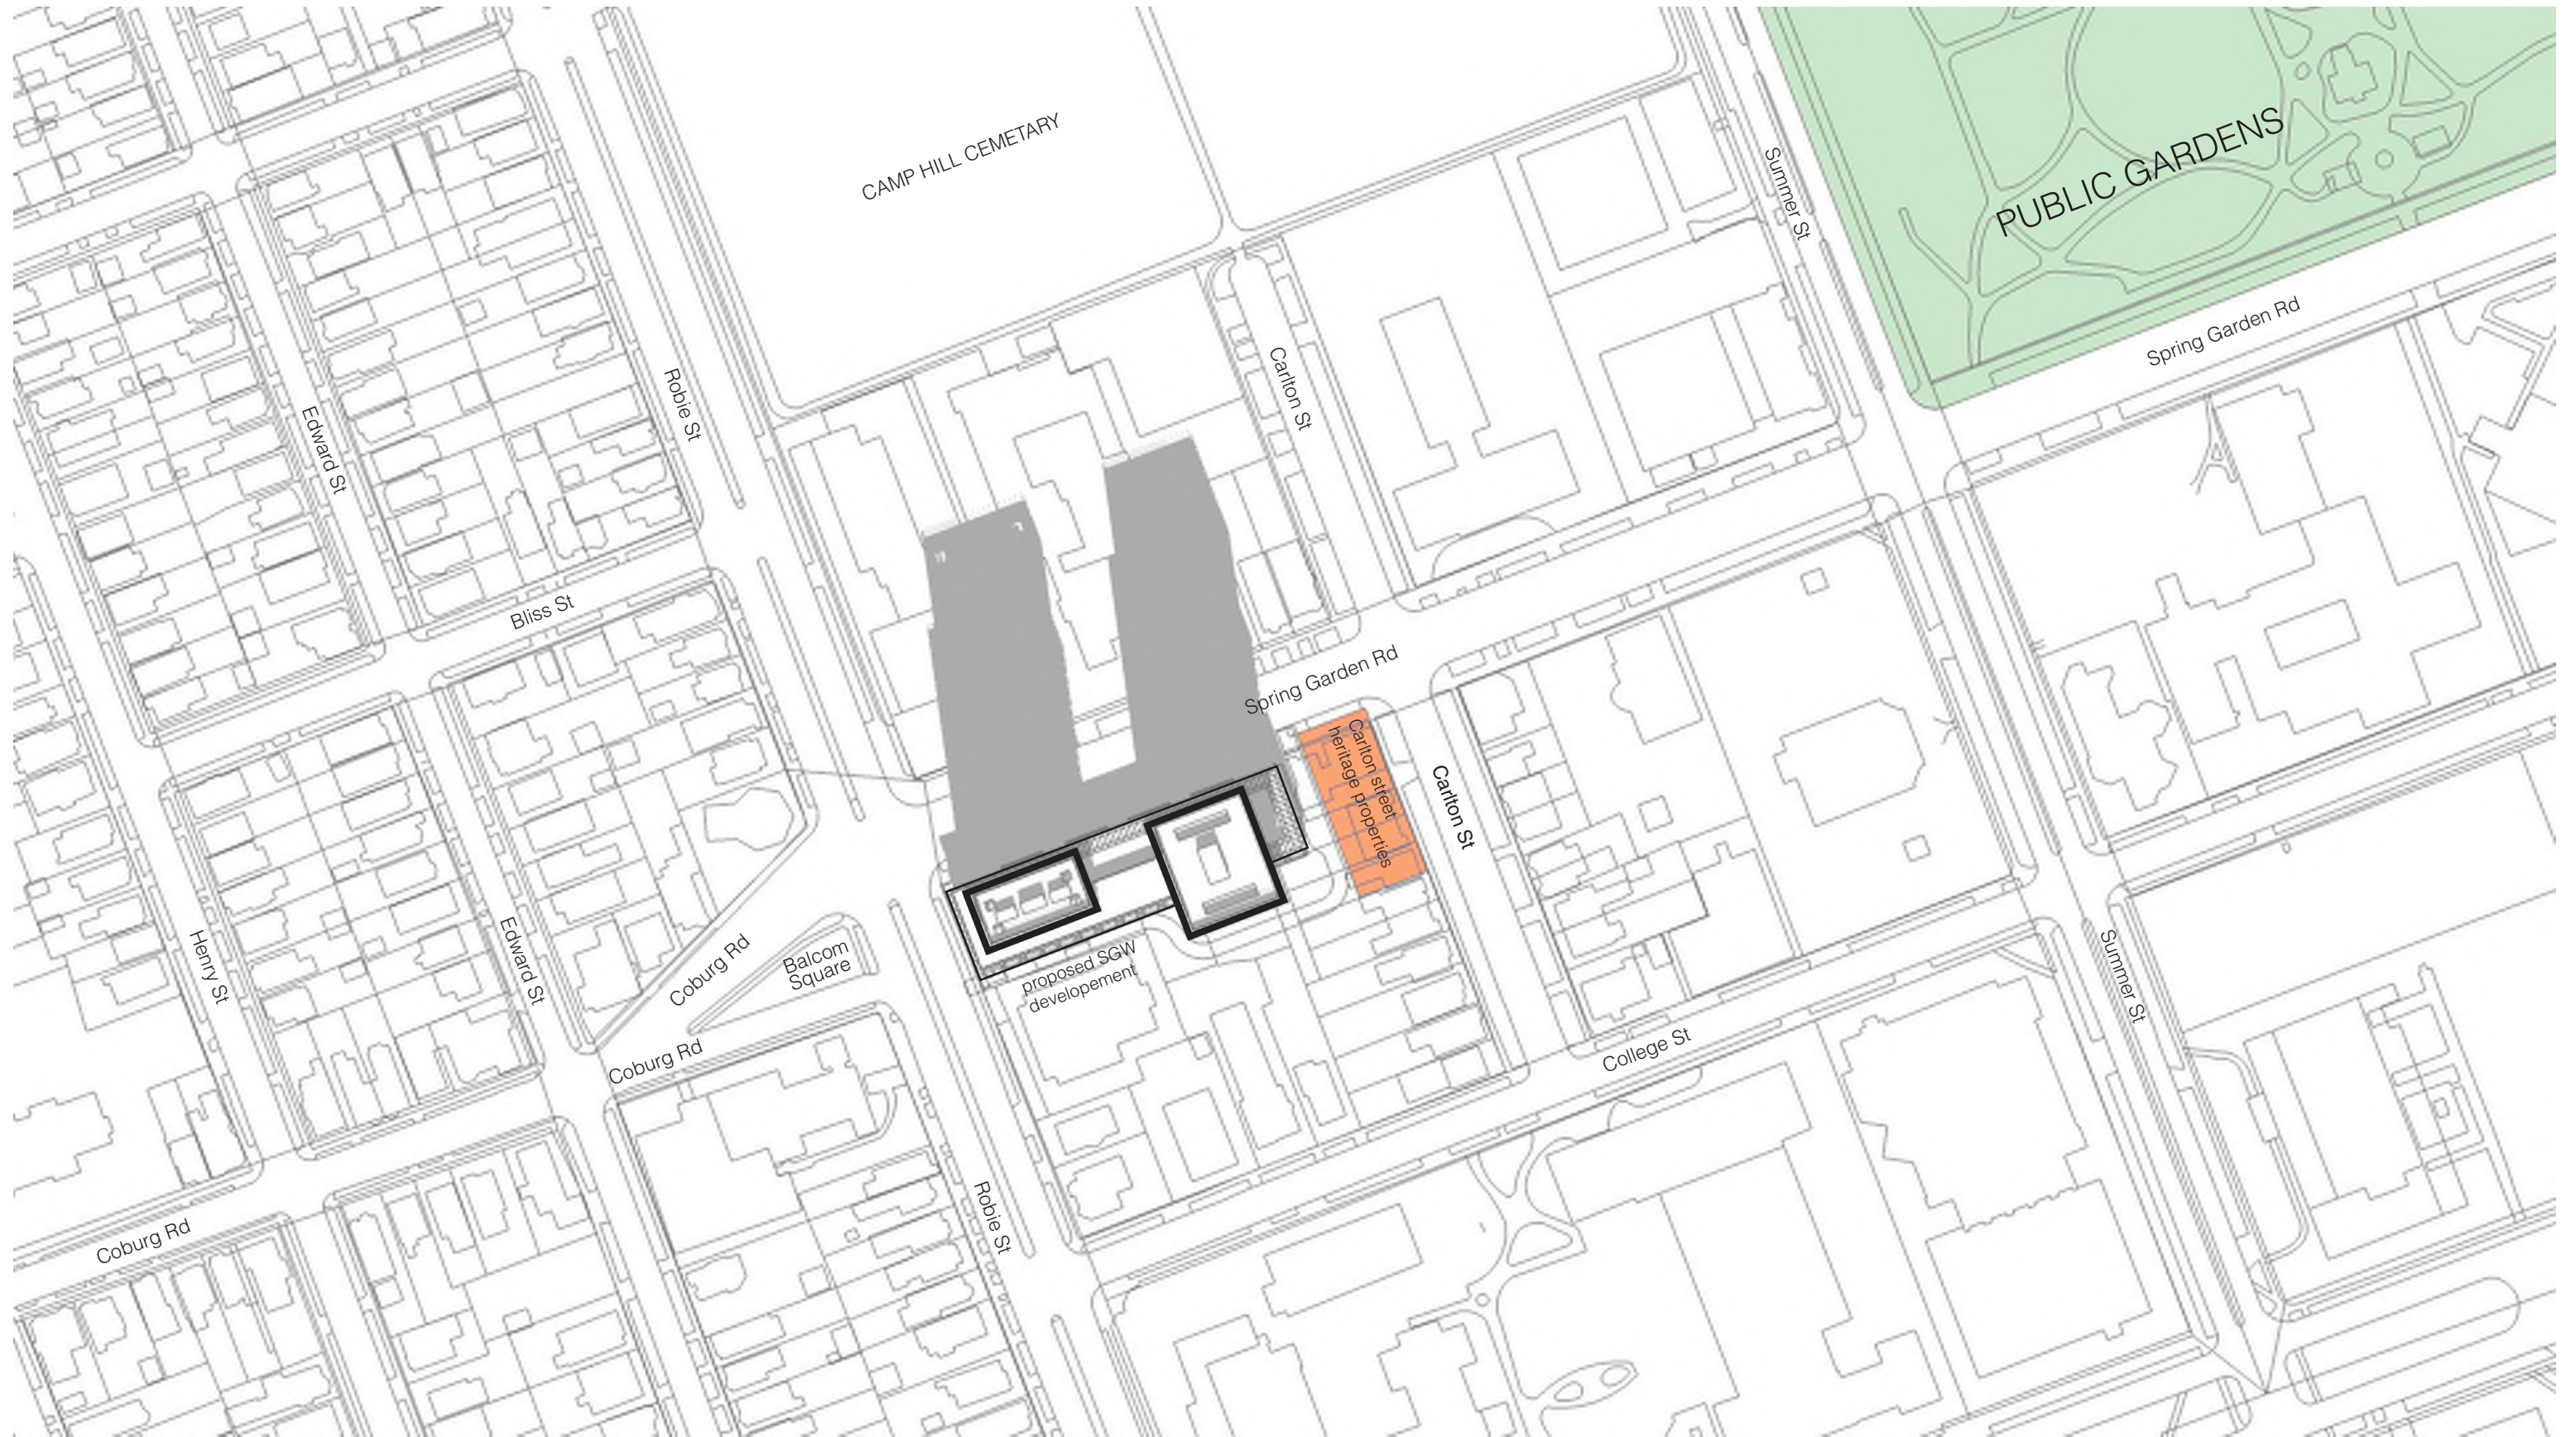 CAMP HILL CEMETARY
PUBLIC GARDENS
Summer St
Spring Garden Rd
Carlton St
Robie St
Edward St
Bliss St
Spring Garden Rd
Carlton street
heritage properties
Carlton St
Henry St
Edward St
Coburg Rd
Balcom
Square
proposed SGW
developement
Summer St
Coburg Rd
College St
Robie St
Coburg Rd